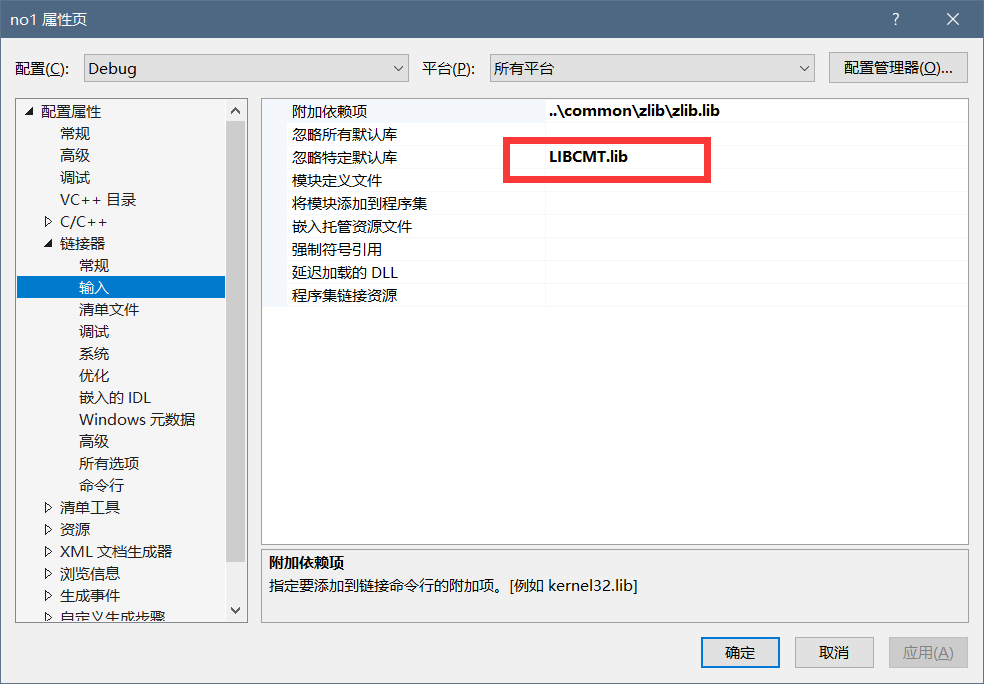 no1 属性页
配置(C): Debug 平台(P): 所有平台 配置管理器(O)...
配置属性
常规
高级
调试
VC++ 目录
C/C++
链接器
常规
输入
清单文件
调试
系统
优化
嵌入的 IDL
Windows 元数据
高级
所有选项
命令行
清单工具
资源
XML 文档生成器
浏览信息
生成事件
自定义生成步骤
附加依赖项 ..\common\zlib\zlib.lib
忽略所有默认库
忽略特定默认库 LIBCMT.lib
模块定义文件
将模块添加到程序集
嵌入托管资源文件
强制符号引用
延迟加载的 DLL
程序集链接资源
附加依赖项
指定要添加到链接命令行的附加项。[例如 kernel32.lib]
确定 取消 应用(A)